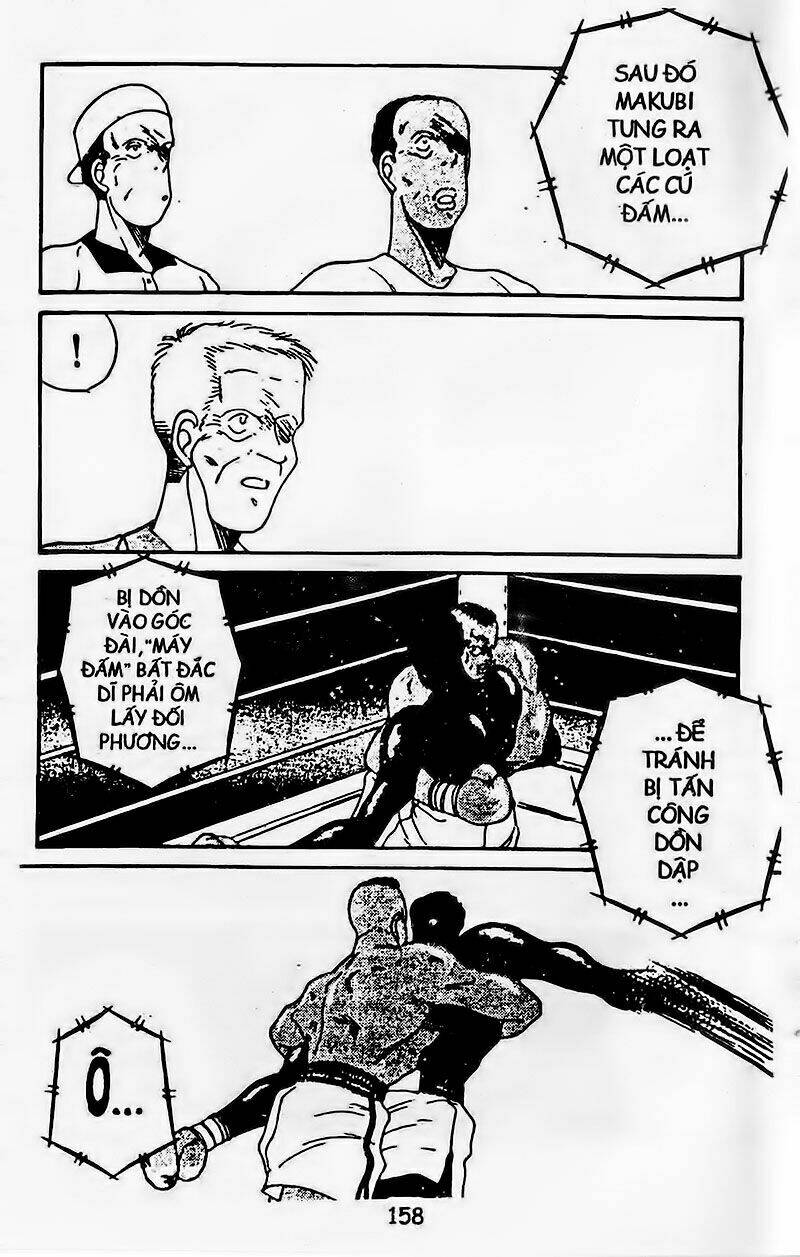 SAU ĐÓ
MAKUBI
TUNG RA
MỘT LOẠT
CÁC CÚ
ĐẤM...
!
BỊ DỒN
VÀO GÓC
ĐÀI, "MÁY
ĐẤM" BẤT ĐẮC
DĨ PHẢI ÔM
LẤY ĐỐI
PHƯƠNG...
... ĐỂ
TRÁNH
BỊ TẤN
CÔNG
DỒN
DẬP
...
Ô...
158